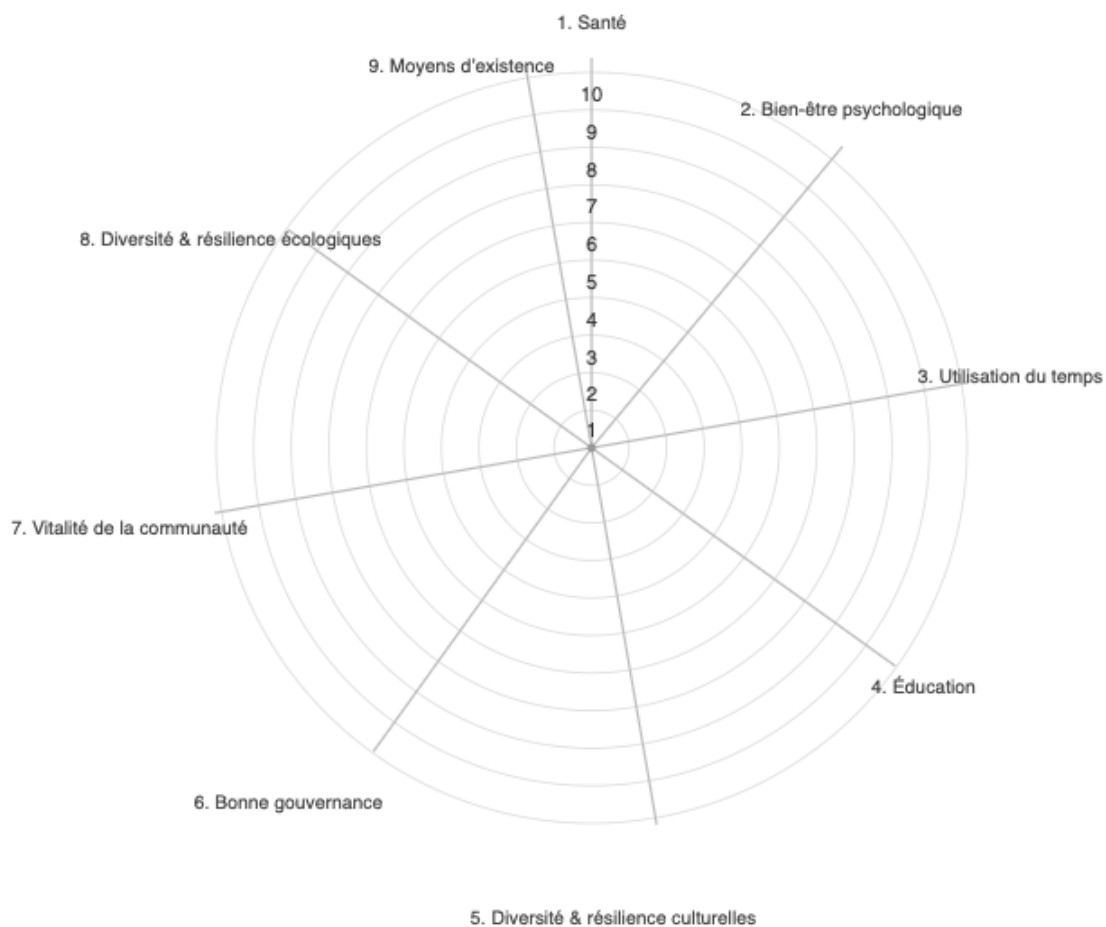 1. Santé
9. Moyens d'existence
10
2. Bien-être psychologique
9
8
7
8. Diversité & résilience écologiques
6
5
4
3
3. Utilisation du temps
2
1
7. Vitalité de la communauté
4. Éducation
6. Bonne gouvernance
5. Diversité & résilience culturelles